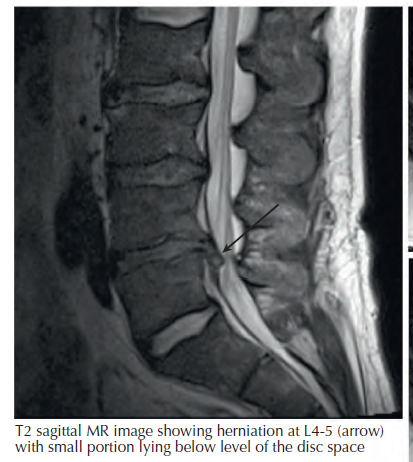 T2 sagittal MR image showing herniation at L4-5 (arrow)
with small portion lying below level of the disc space